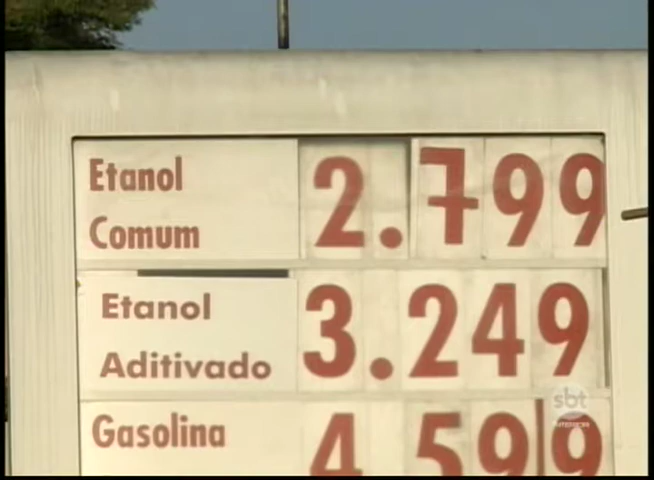 Etanol
Comum 2.799
Etanol
Aditivado 3.249
Gasolina 4.599
sbt